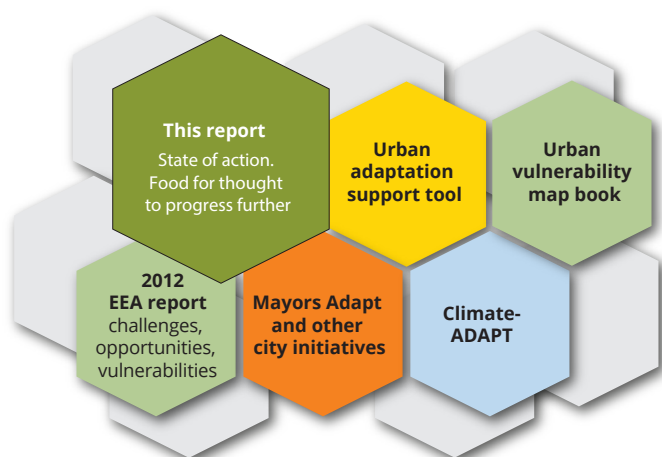 This report
State of action.
Food for thought
to progress further
Urban
adaptation
support tool
Urban
vulnerability
map book
2012
EEA report
challenges,
opportunities,
vulnerabilities
Mayors Adapt
and other
city initiatives
Climate-
ADAPT